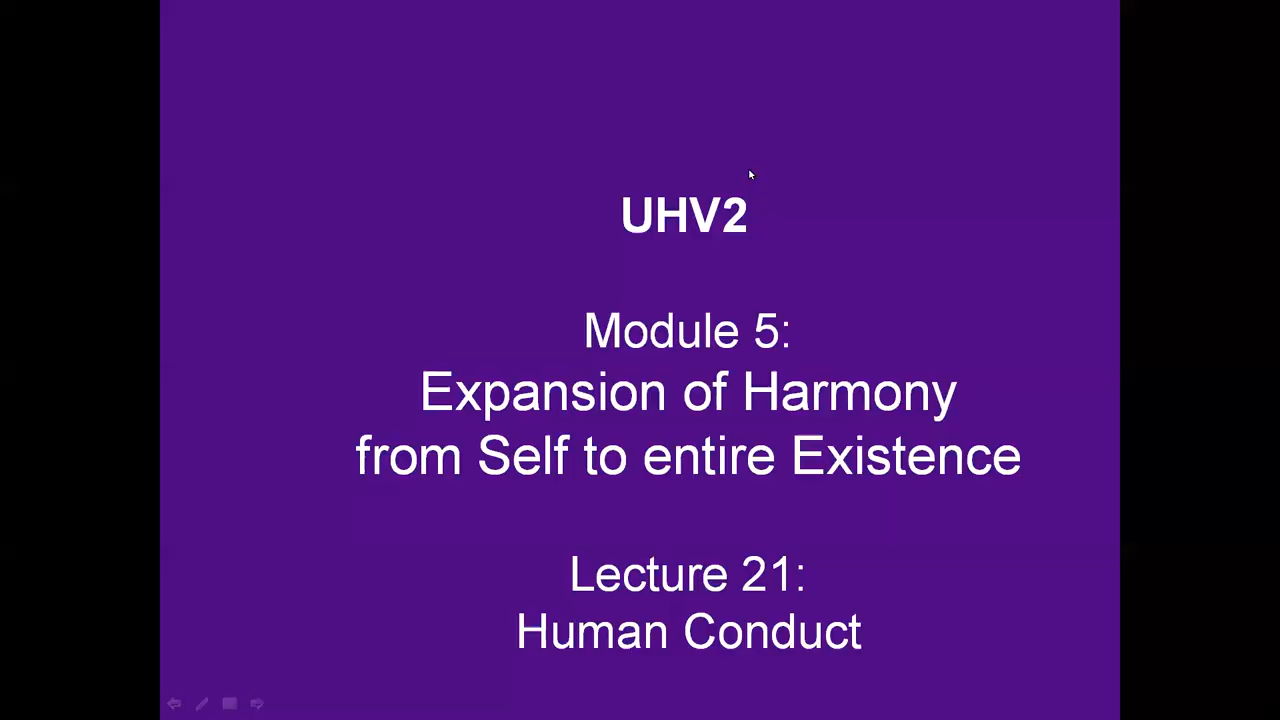 UHV2
Module 5:
Expansion of Harmony
from Self to entire Existence
Lecture 21:
Human Conduct